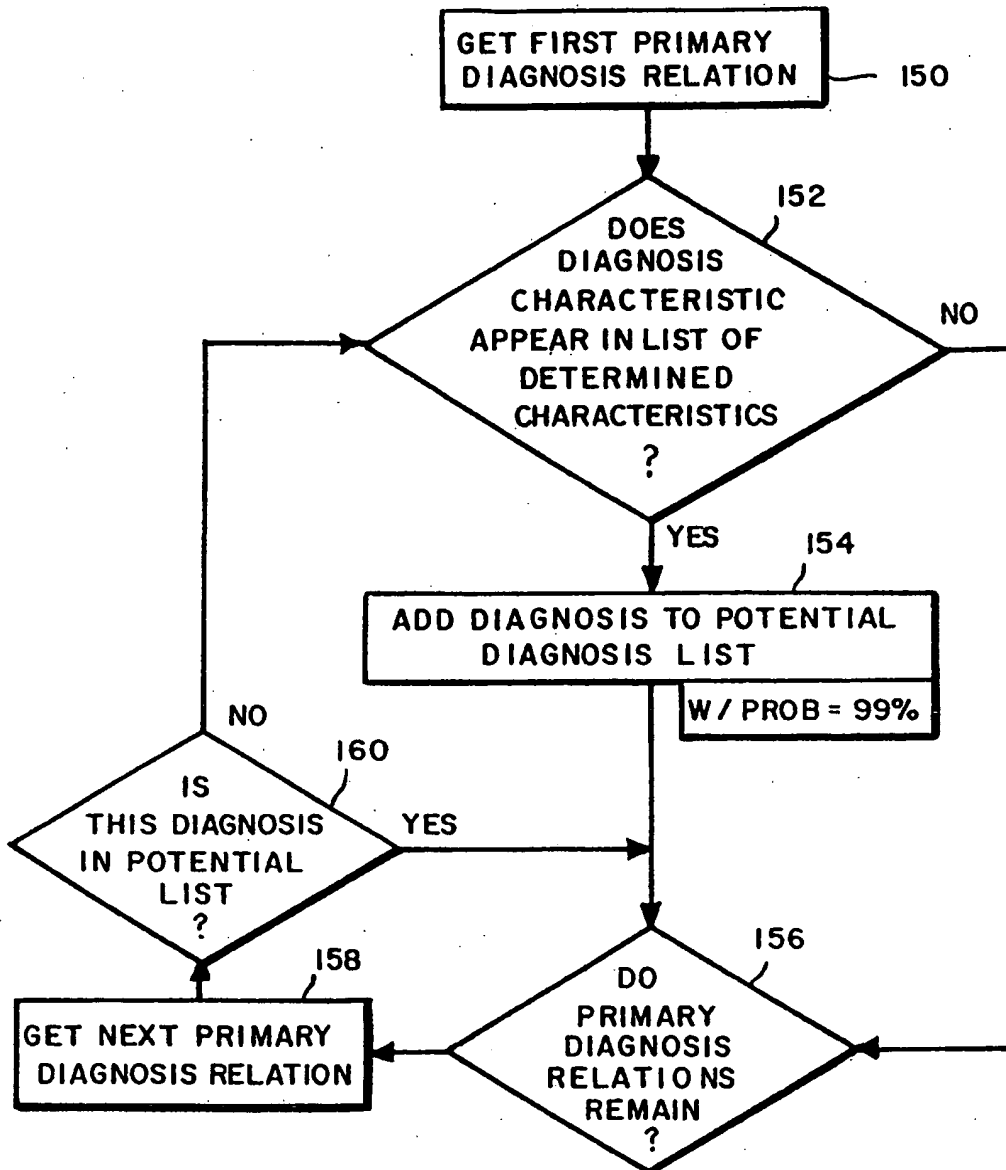 GET FIRST PRIMARY
DIAGNOSIS RELATION
150
152
DOES
DIAGNOSIS
CHARACTERISTIC
APPEAR IN LIST OF
DETERMINED
CHARACTERISTICS
?
NO
YES
154
ADD DIAGNOSIS TO POTENTIAL
DIAGNOSIS LIST
W/ PROB = 99%
NO
160
IS
THIS DIAGNOSIS
IN POTENTIAL
LIST
?
YES
156
DO
PRIMARY
DIAGNOSIS
RELATIONS
REMAIN
?
158
GET NEXT PRIMARY
DIAGNOSIS RELATION